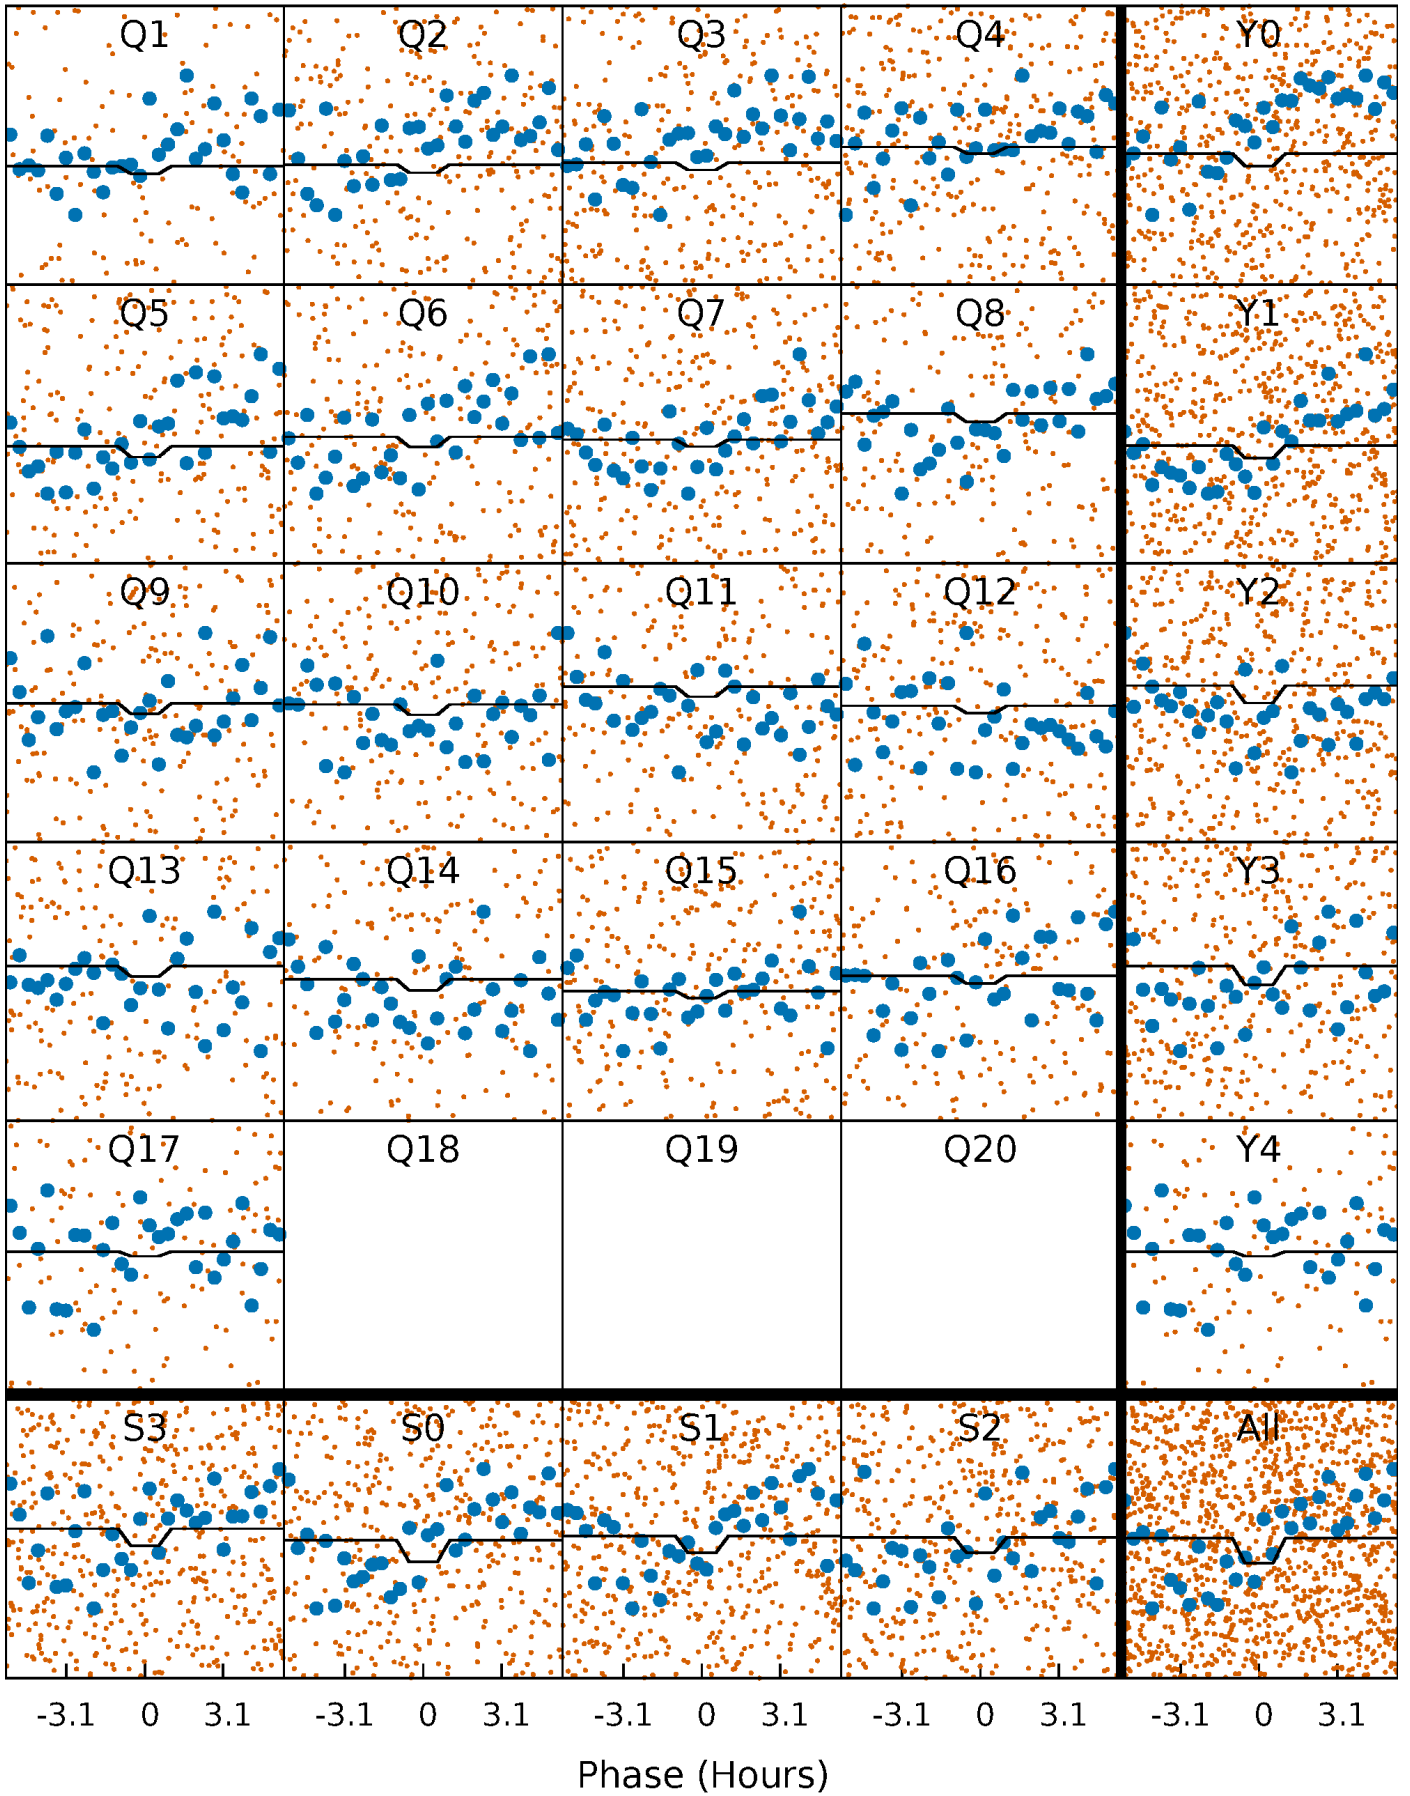 Q1 Q2 Q3 Q4 Y0
Q5 Q6 Q7 Q8 Y1
Q9 Q10 Q11 Q12 Y2
Q13 Q14 Q15 Q16 Y3
Q17 Q18 Q19 Q20 Y4
S3 S0 S1 S2 All
-3.1 0 3.1 -3.1 0 3.1 -3.1 0 3.1 -3.1 0 3.1 -3.1 0 3.1
Phase (Hours)